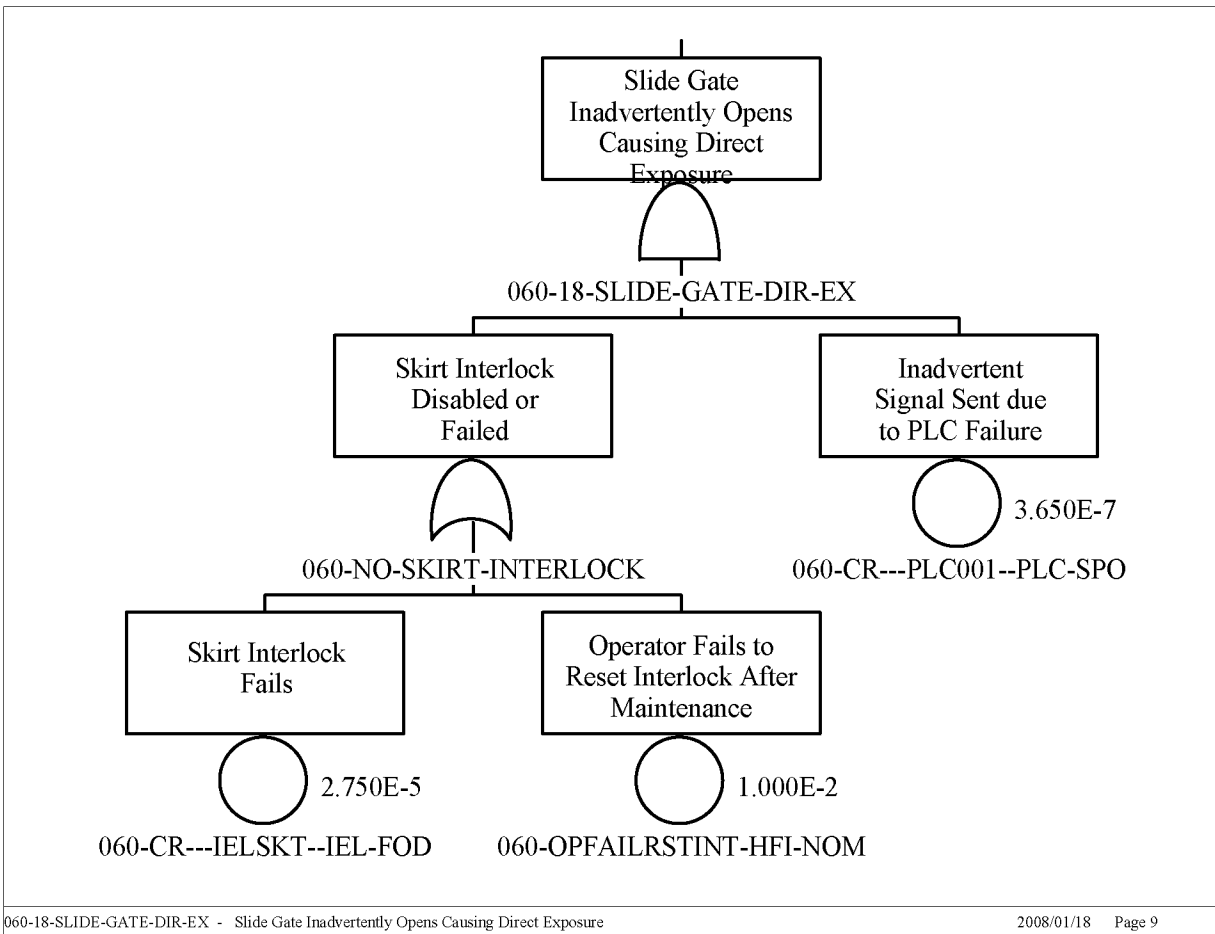 Slide Gate
Inadvertently Opens
Causing Direct
Exposure
060-18-SLIDE-GATE-DIR-EX
Skirt Interlock
Disabled or
Failed
060-NO-SKIRT-INTERLOCK
Inadvertent
Signal Sent due
to PLC Failure
3.650E-7
060-CR---PLC001--PLC-SPO
Skirt Interlock
Fails
2.750E-5
060-CR---IELSKT--IEL-FOD
Operator Fails to
Reset Interlock After
Maintenance
1.000E-2
060-OPFAILRSTINT-HFI-NOM
060-18-SLIDE-GATE-DIR-EX - Slide Gate Inadvertently Opens Causing Direct Exposure
2008/01/18 Page 9